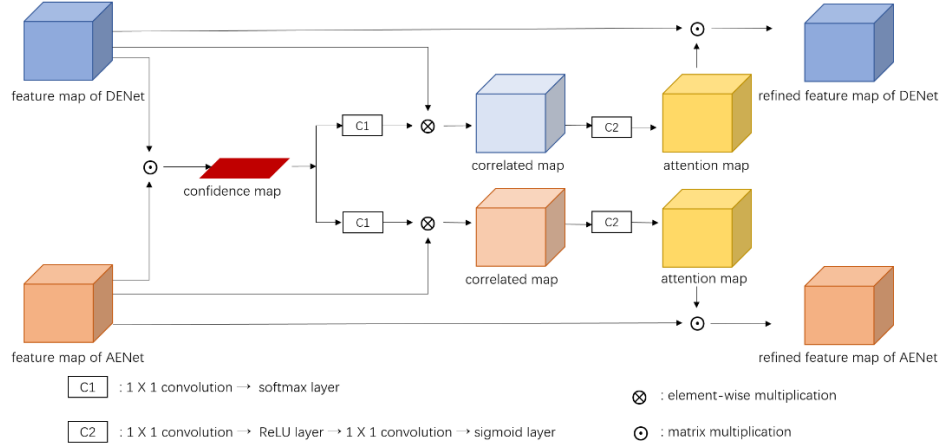 feature map of DENet
refined feature map of DENet
C1
C2
correlated map
attention map
confidence map
C1
C2
correlated map
attention map
feature map of AENet
refined feature map of AENet
C1 : 1 X 1 convolution → softmax layer
⊗ : element-wise multiplication
C2 : 1 X 1 convolution → ReLU layer → 1 X 1 convolution → sigmoid layer
⊙ : matrix multiplication